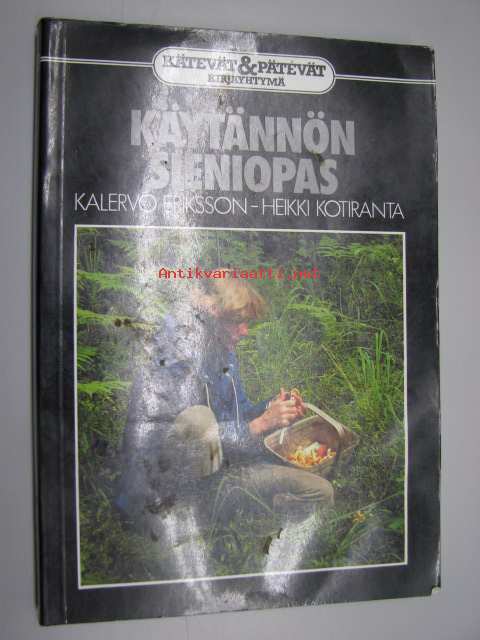 KÄTEVÄT & PÄTEVÄT
KIRJAYHTYMÄ
KÄYTÄNNÖN
SIENIOPAS
KALERVO ERIKSSON – HEIKKI KOTIRANTA
Antikvariaatti.net